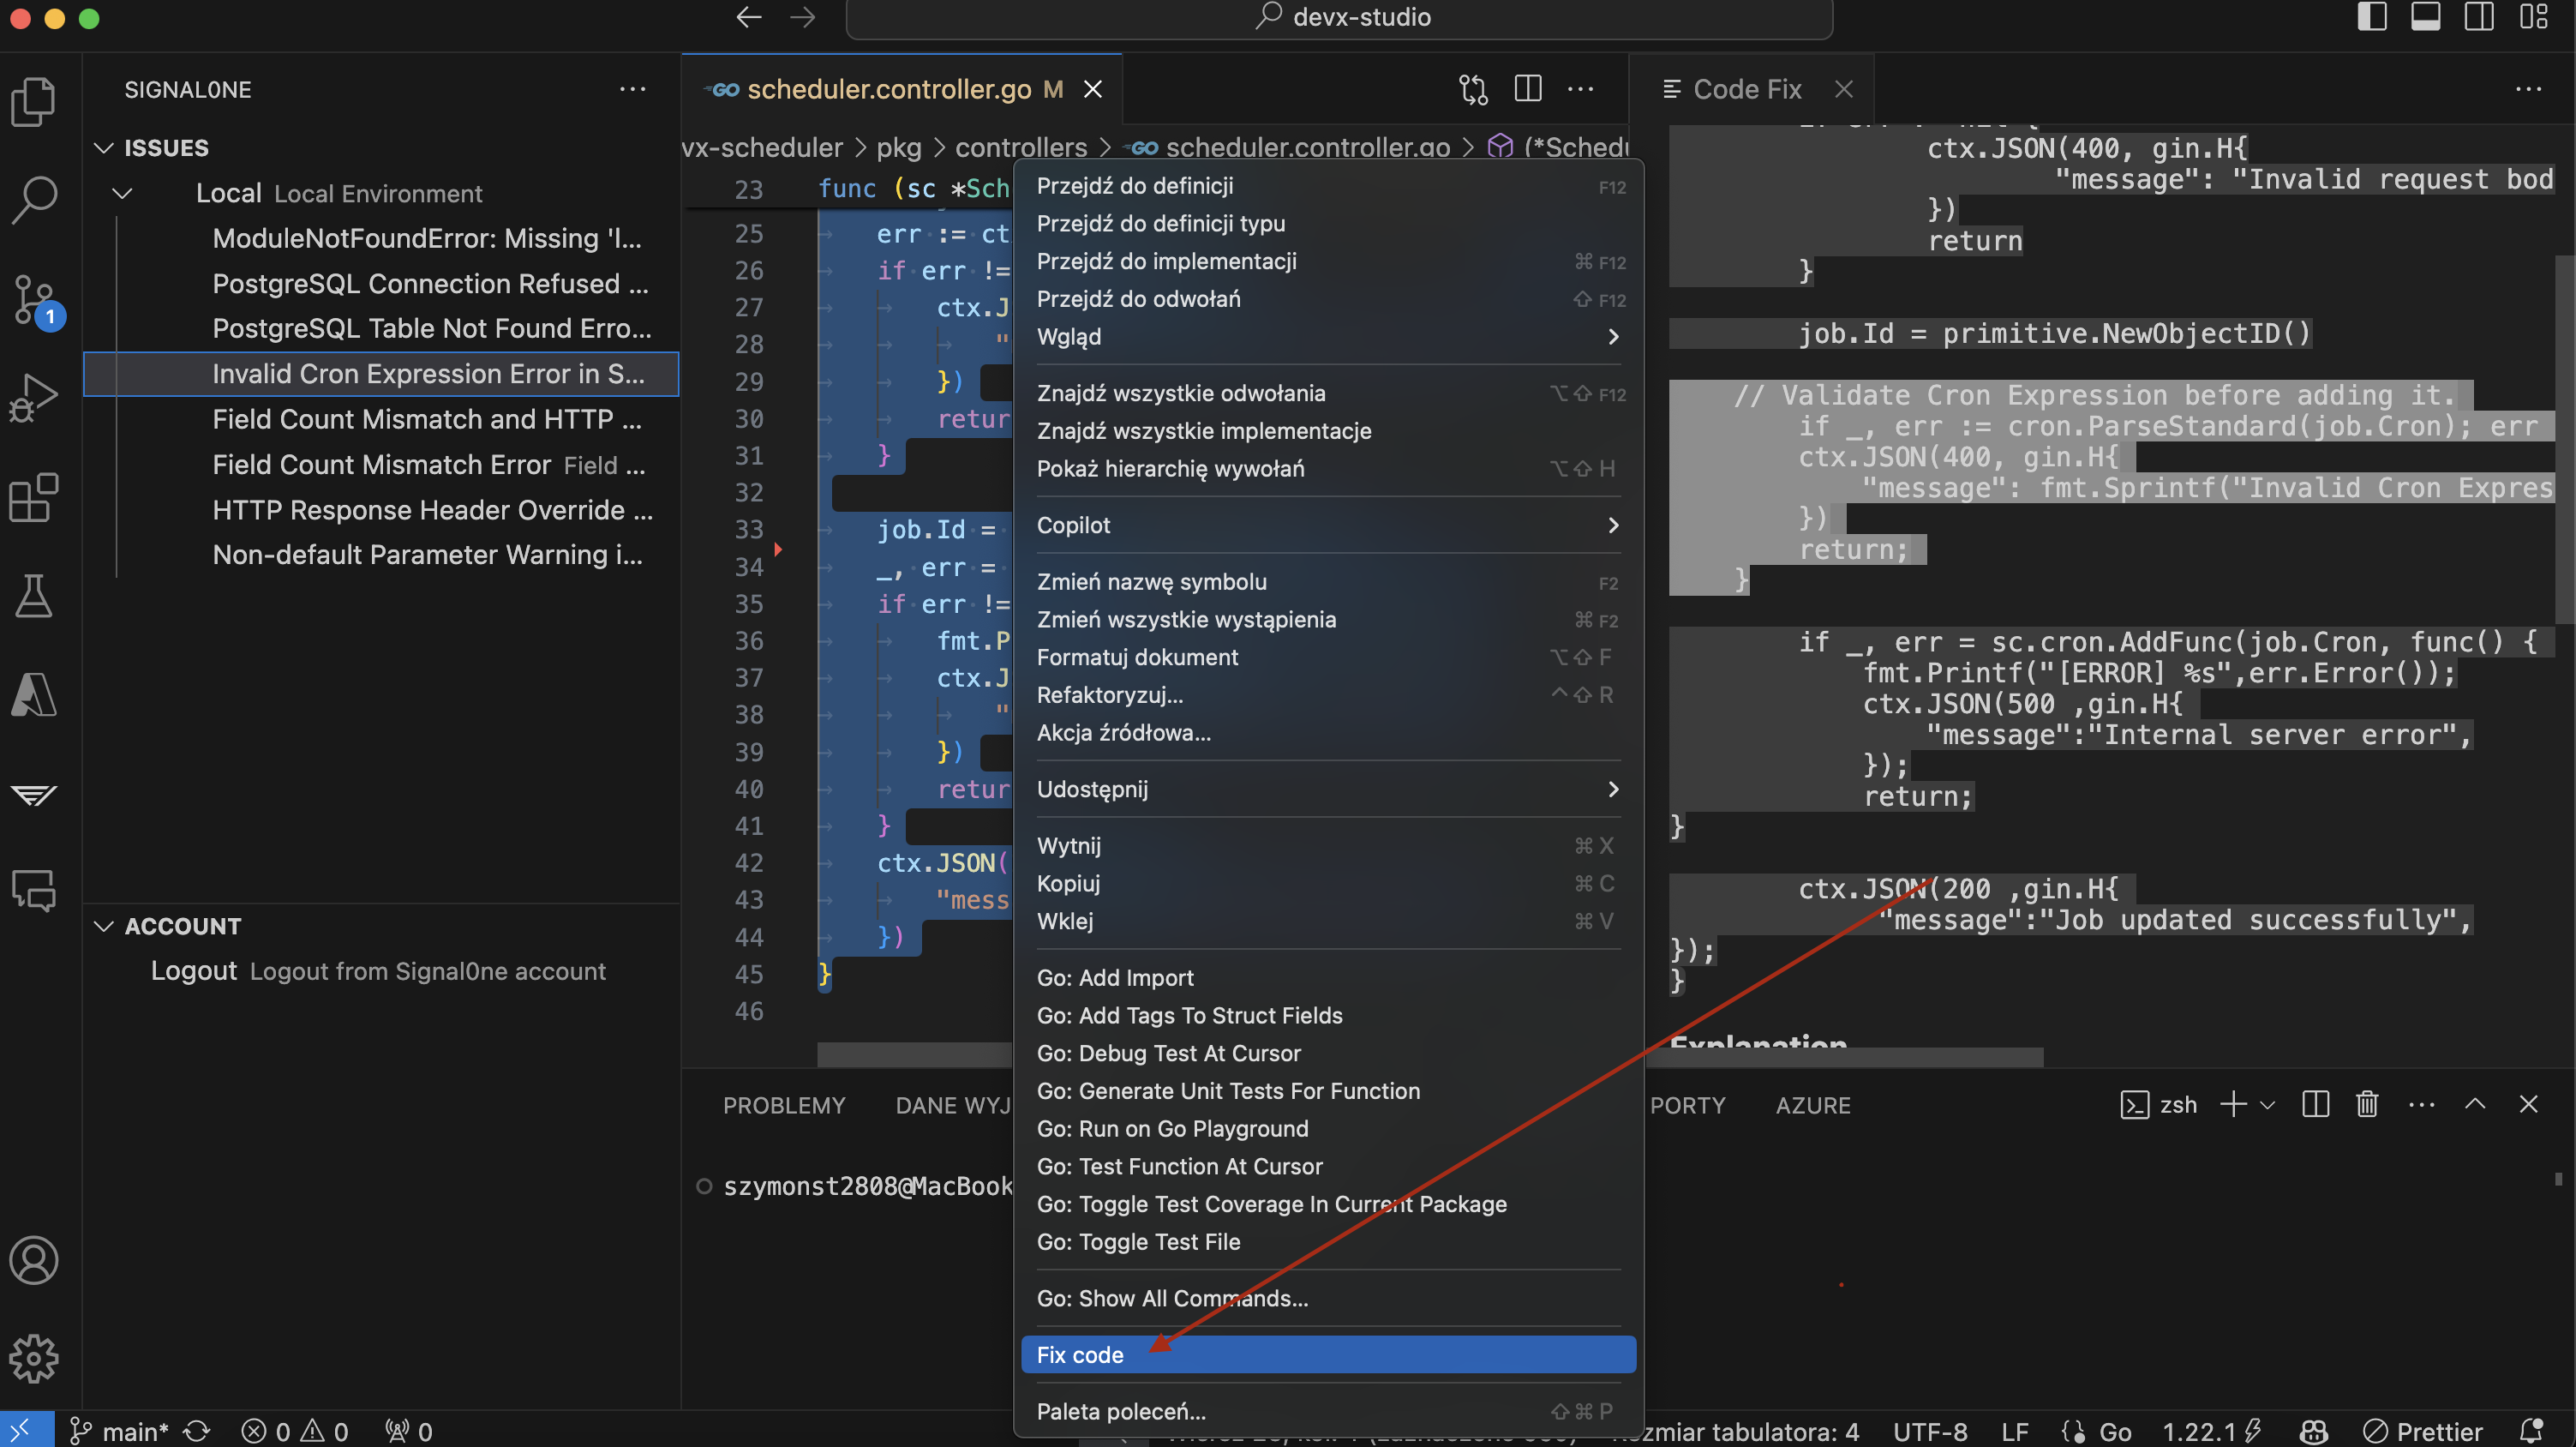 devx-studio
SIGNAL0NE
ISSUES
Local Local Environment
ModuleNotFoundError: Missing 'l...
PostgreSQL Connection Refused ...
PostgreSQL Table Not Found Erro...
Invalid Cron Expression Error in S...
Field Count Mismatch and HTTP ...
Field Count Mismatch Error Field ...
HTTP Response Header Override ...
Non-default Parameter Warning i...
1
ACCOUNT
Logout Logout from Signal0ne account
GO scheduler.controller.go M
vx-scheduler > pkg > controllers > GO scheduler.controller.go > (*Schedu
23 func (sc *Sch
25 err := ct
26 if err !=
27 ctx.J
28 "
29 })
30 retur
31 }
32
33 job.Id =
34 _, err =
35 if err !=
36 fmt.P
37 ctx.J
38 "
39 })
40 retur
41 }
42 ctx.JSON(
43 "mess
44 })
45 }
46
Przejdź do definicji F12
Przejdź do definicji typu
Przejdź do implementacji ⌘ F12
Przejdź do odwołań ⇧ F12
Wgląd
Znajdź wszystkie odwołania ⌥⇧ F12
Znajdź wszystkie implementacje
Pokaż hierarchię wywołań ⌥⇧ H
Copilot
Zmień nazwę symbolu F2
Zmień wszystkie wystąpienia ⌘ F2
Formatuj dokument ⌥⇧ F
Refaktoryzuj... ^⇧ R
Akcja źródłowa...
Udostępnij
Wytnij ⌘ X
Kopiuj ⌘ C
Wklej ⌘ V
Go: Add Import
Go: Add Tags To Struct Fields
Go: Debug Test At Cursor
Go: Generate Unit Tests For Function
Go: Run on Go Playground
Go: Test Function At Cursor
Go: Toggle Test Coverage In Current Package
Go: Toggle Test File
Go: Show All Commands...
Fix code
Paleta poleceń... ⇧⌘ P
Code Fix
ctx.JSON(400, gin.H{
"message": "Invalid request bod
})
return
}
job.Id = primitive.NewObjectID()
// Validate Cron Expression before adding it.
if _, err := cron.ParseStandard(job.Cron); err
ctx.JSON(400, gin.H{
"message": fmt.Sprintf("Invalid Cron Expres
})
return;
}
if _, err = sc.cron.AddFunc(job.Cron, func() {
fmt.Printf("[ERROR] %s",err.Error());
ctx.JSON(500 ,gin.H{
"message":"Internal server error",
});
return;
}
ctx.JSON(200 ,gin.H{
"message":"Job updated successfully",
});
}
Explanation
PROBLEMY DANE WYJ PORTY AZURE zsh
szymonst2808@MacBook
main* 0 0 0 ozmiar tabulatora: 4 UTF-8 LF Go 1.22.1 Prettier